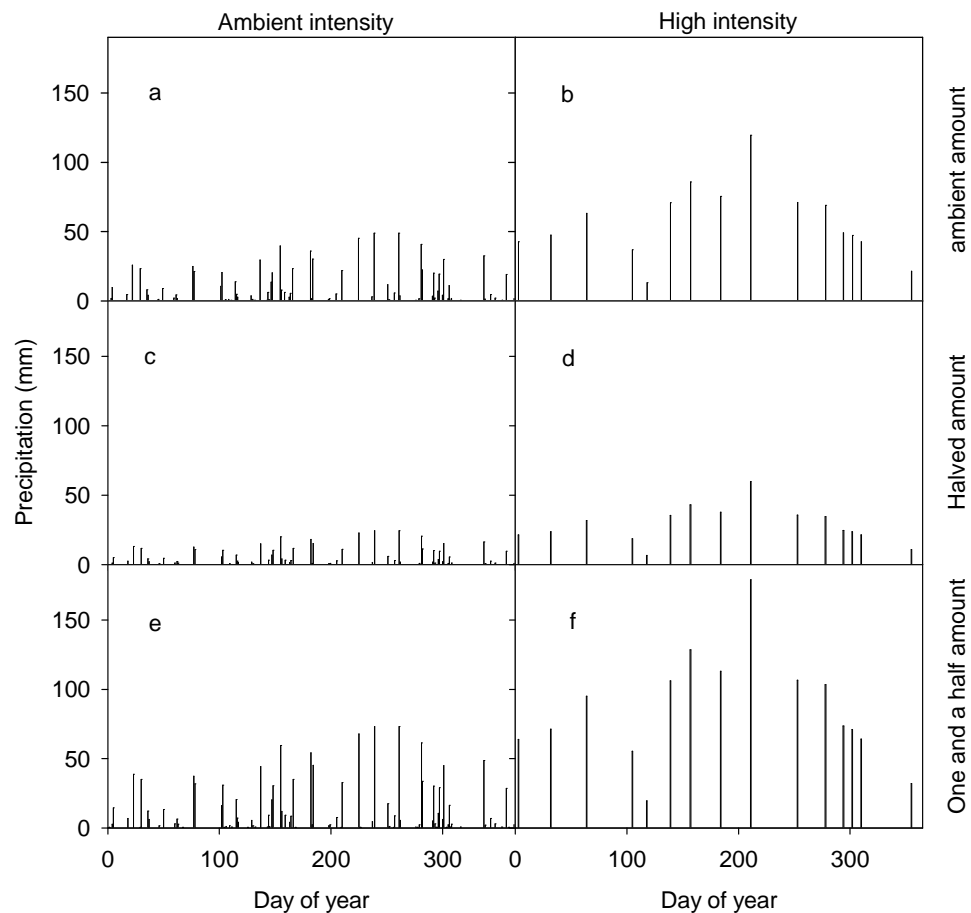 Ambient intensity
High intensity
150
100
50
0
a
b
ambient amount
Precipitation (mm)
150
100
50
0
c
d
Halved amount
150
100
50
0
e
f
One and a half amount
0 100 200 300
0 100 200 300
Day of year
Day of year